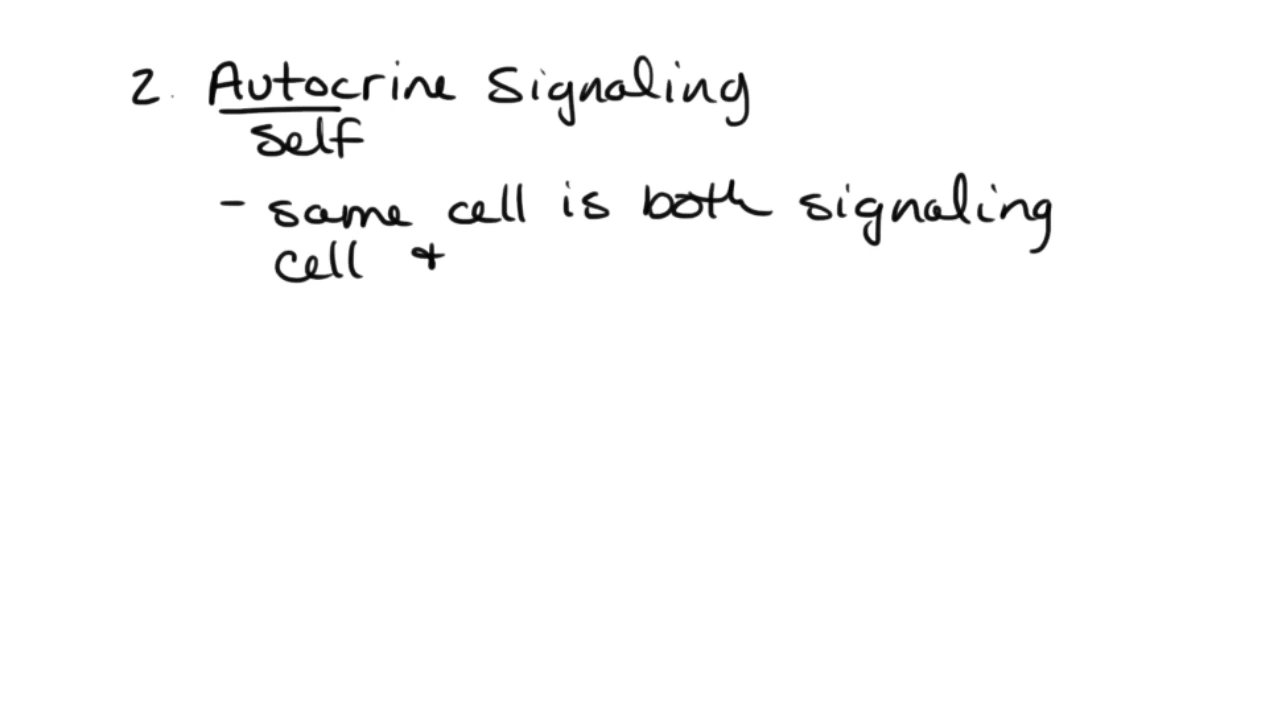 2. Autocrine Signaling
self
- same cell is both signaling
cell +